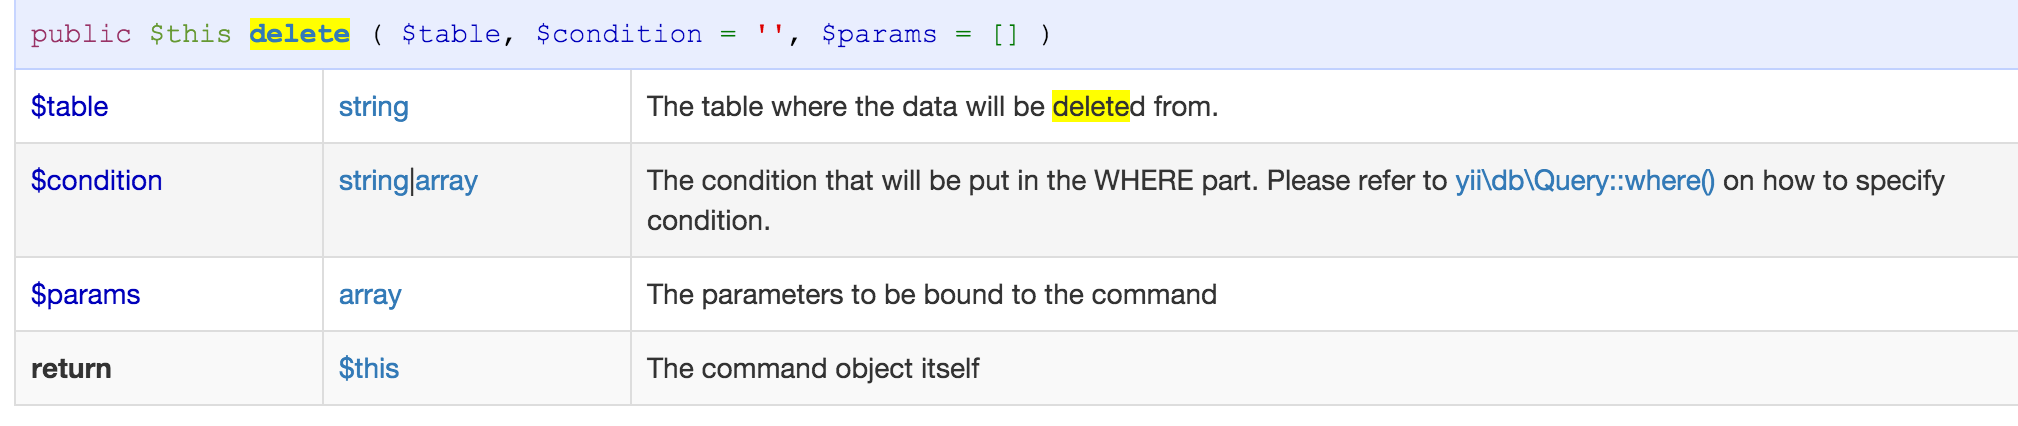 public $this delete ( $table, $condition = '', $params = [] )
$table string The table where the data will be deleted from.
$condition string|array The condition that will be put in the WHERE part. Please refer to yii\db\Query::where() on how to specify
condition.
$params array The parameters to be bound to the command
return $this The command object itself